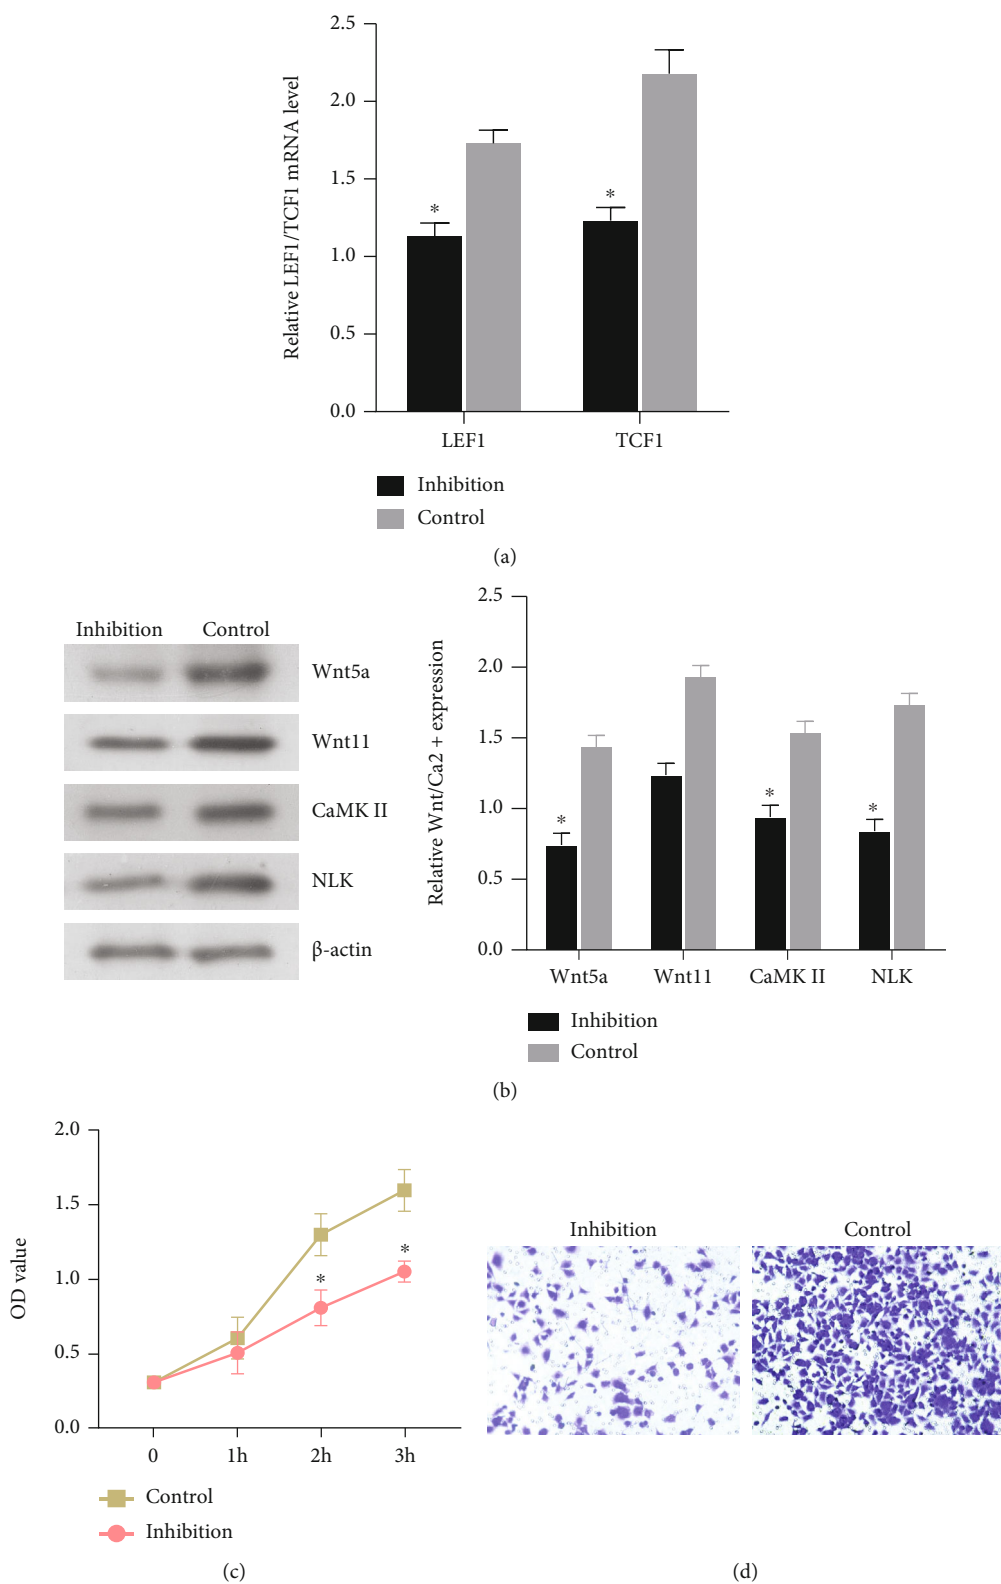 2.5
2.0
1.5
1.0
0.5
0.0
Relative LEF1/TCF1 mRNA level
*
*
LEF1 TCF1
Inhibition
Control
(a)
Inhibition Control
Wnt5a
Wnt11
CaMK II
NLK
β-actin
2.5
2.0
1.5
1.0
0.5
0.0
Relative Wnt/Ca2 + expression
*
*
*
Wnt5a Wnt11 CaMK II NLK
Inhibition
Control
(b)
2.0
1.5
1.0
0.5
0.0
OD value
*
*
0 1h 2h 3h
Control
Inhibition
(c)
Inhibition Control
(d)